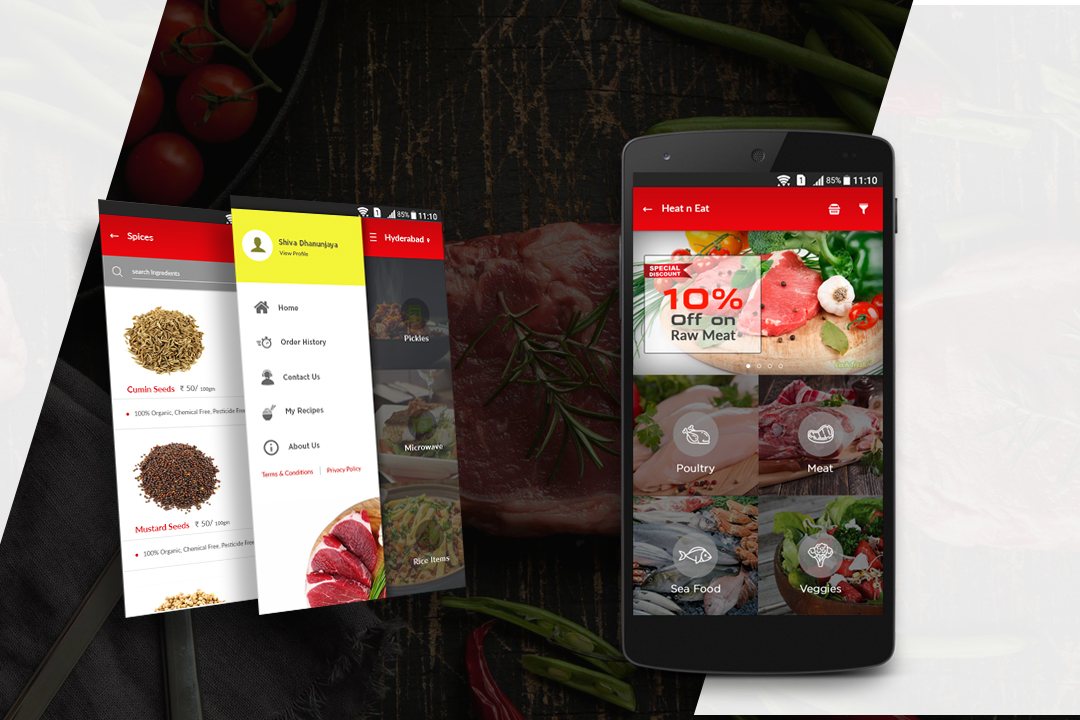 ← Spices
search Ingredients
Cumin Seeds ₹ 50/ 100gm
100% Organic, Chemical Free, Pesticide Free
Mustard Seeds ₹ 50/ 100gm
100% Organic, Chemical Free, Pesticide Free
Shiva Dhanunjaya
View Profile
Home
Order History
Contact Us
My Recipes
About Us
Terms & Conditions | Privacy Policy
1 85% 11:10
Hyderabad
Pickles
Microwave
Rice Items
1 85% 11:10
← Heat n Eat
SPECIAL
DISCOUNT
10%
Off on
Raw Meat
Poultry
Meat
Sea Food
Veggies